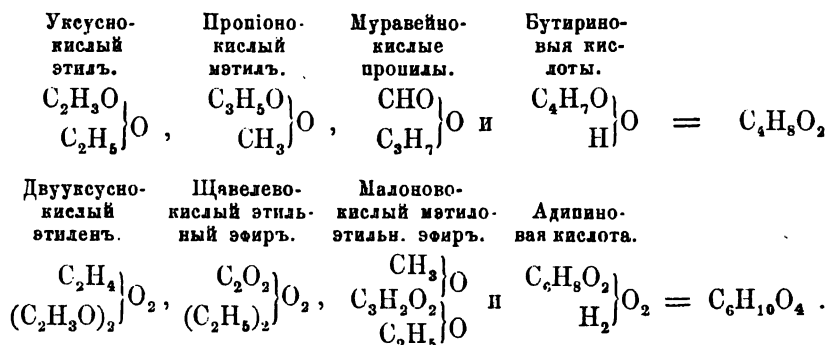 Уксусно- Пропіоно- Муравейно- Бутирино-
кислый кислый кислые выя кис-
этилъ. мэтилъ. пропилы. лоты.
C₂H₃O C₃H₅O CHO C₄H₇O
}O , }O , }O и }O = C₄H₈O₂
C₂H₅ CH₃ C₃H₇ H
Двууксусно- Щавелево- Малоново-
кислый кислый этиль- кислый мэтило- Адипино-
этиленъ. ный эфиръ. этильн. эфиръ. вая кислота.
C₂H₄ C₂O₂ CH₃ }O C₆H₈O₂
(C₂H₃O)₂ }O₂ , (C₂H₅)₂ }O₂ , C₃H₂O₂ и H₂ }O₂ = C₆H₁₀O₄ .
C₂H₅ }O